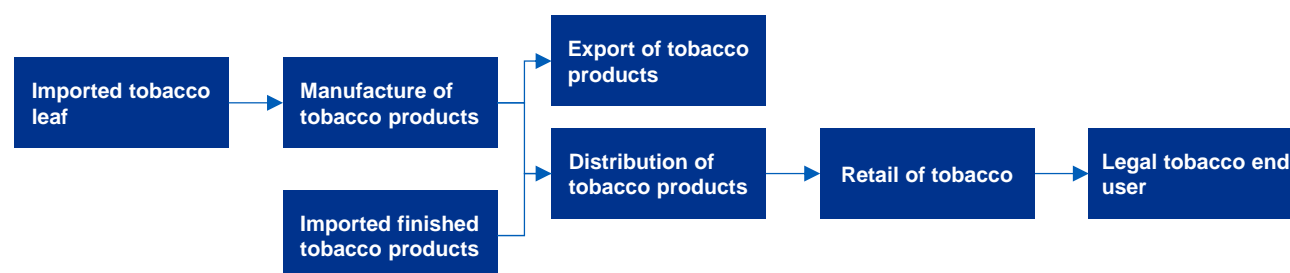 Imported tobacco
leaf
Manufacture of
tobacco products
Imported finished
tobacco products
Export of tobacco
products
Distribution of
tobacco products
Retail of tobacco
Legal tobacco end
user